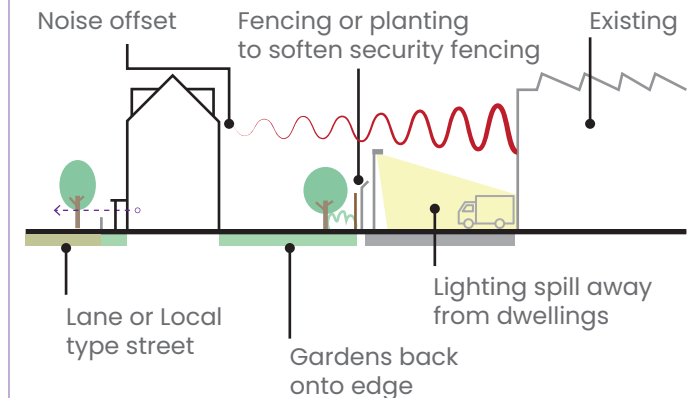 Noise offset
Fencing or planting
to soften security fencing
Existing
Lighting spill away
from dwellings
Lane or Local
type street
Gardens back
onto edge